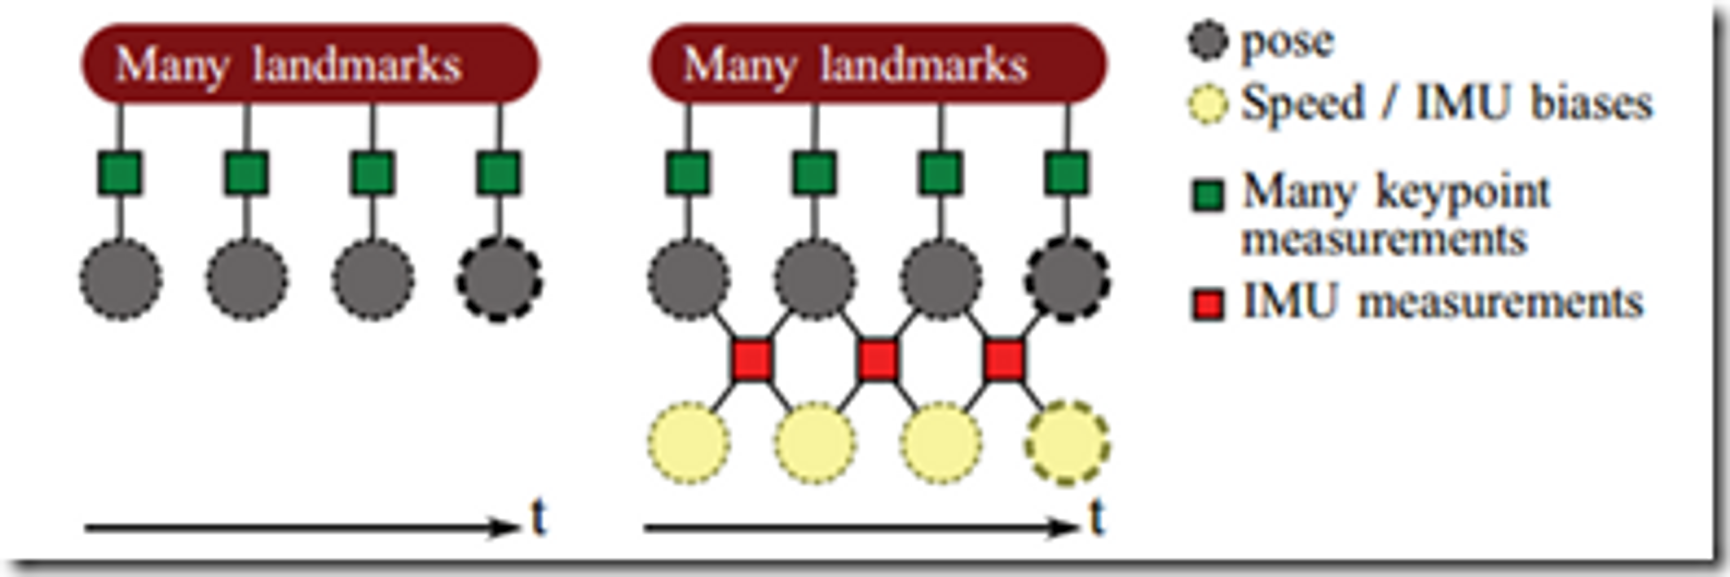 Many landmarks
t
Many landmarks
t
pose
Speed / IMU biases
Many keypoint
measurements
IMU measurements